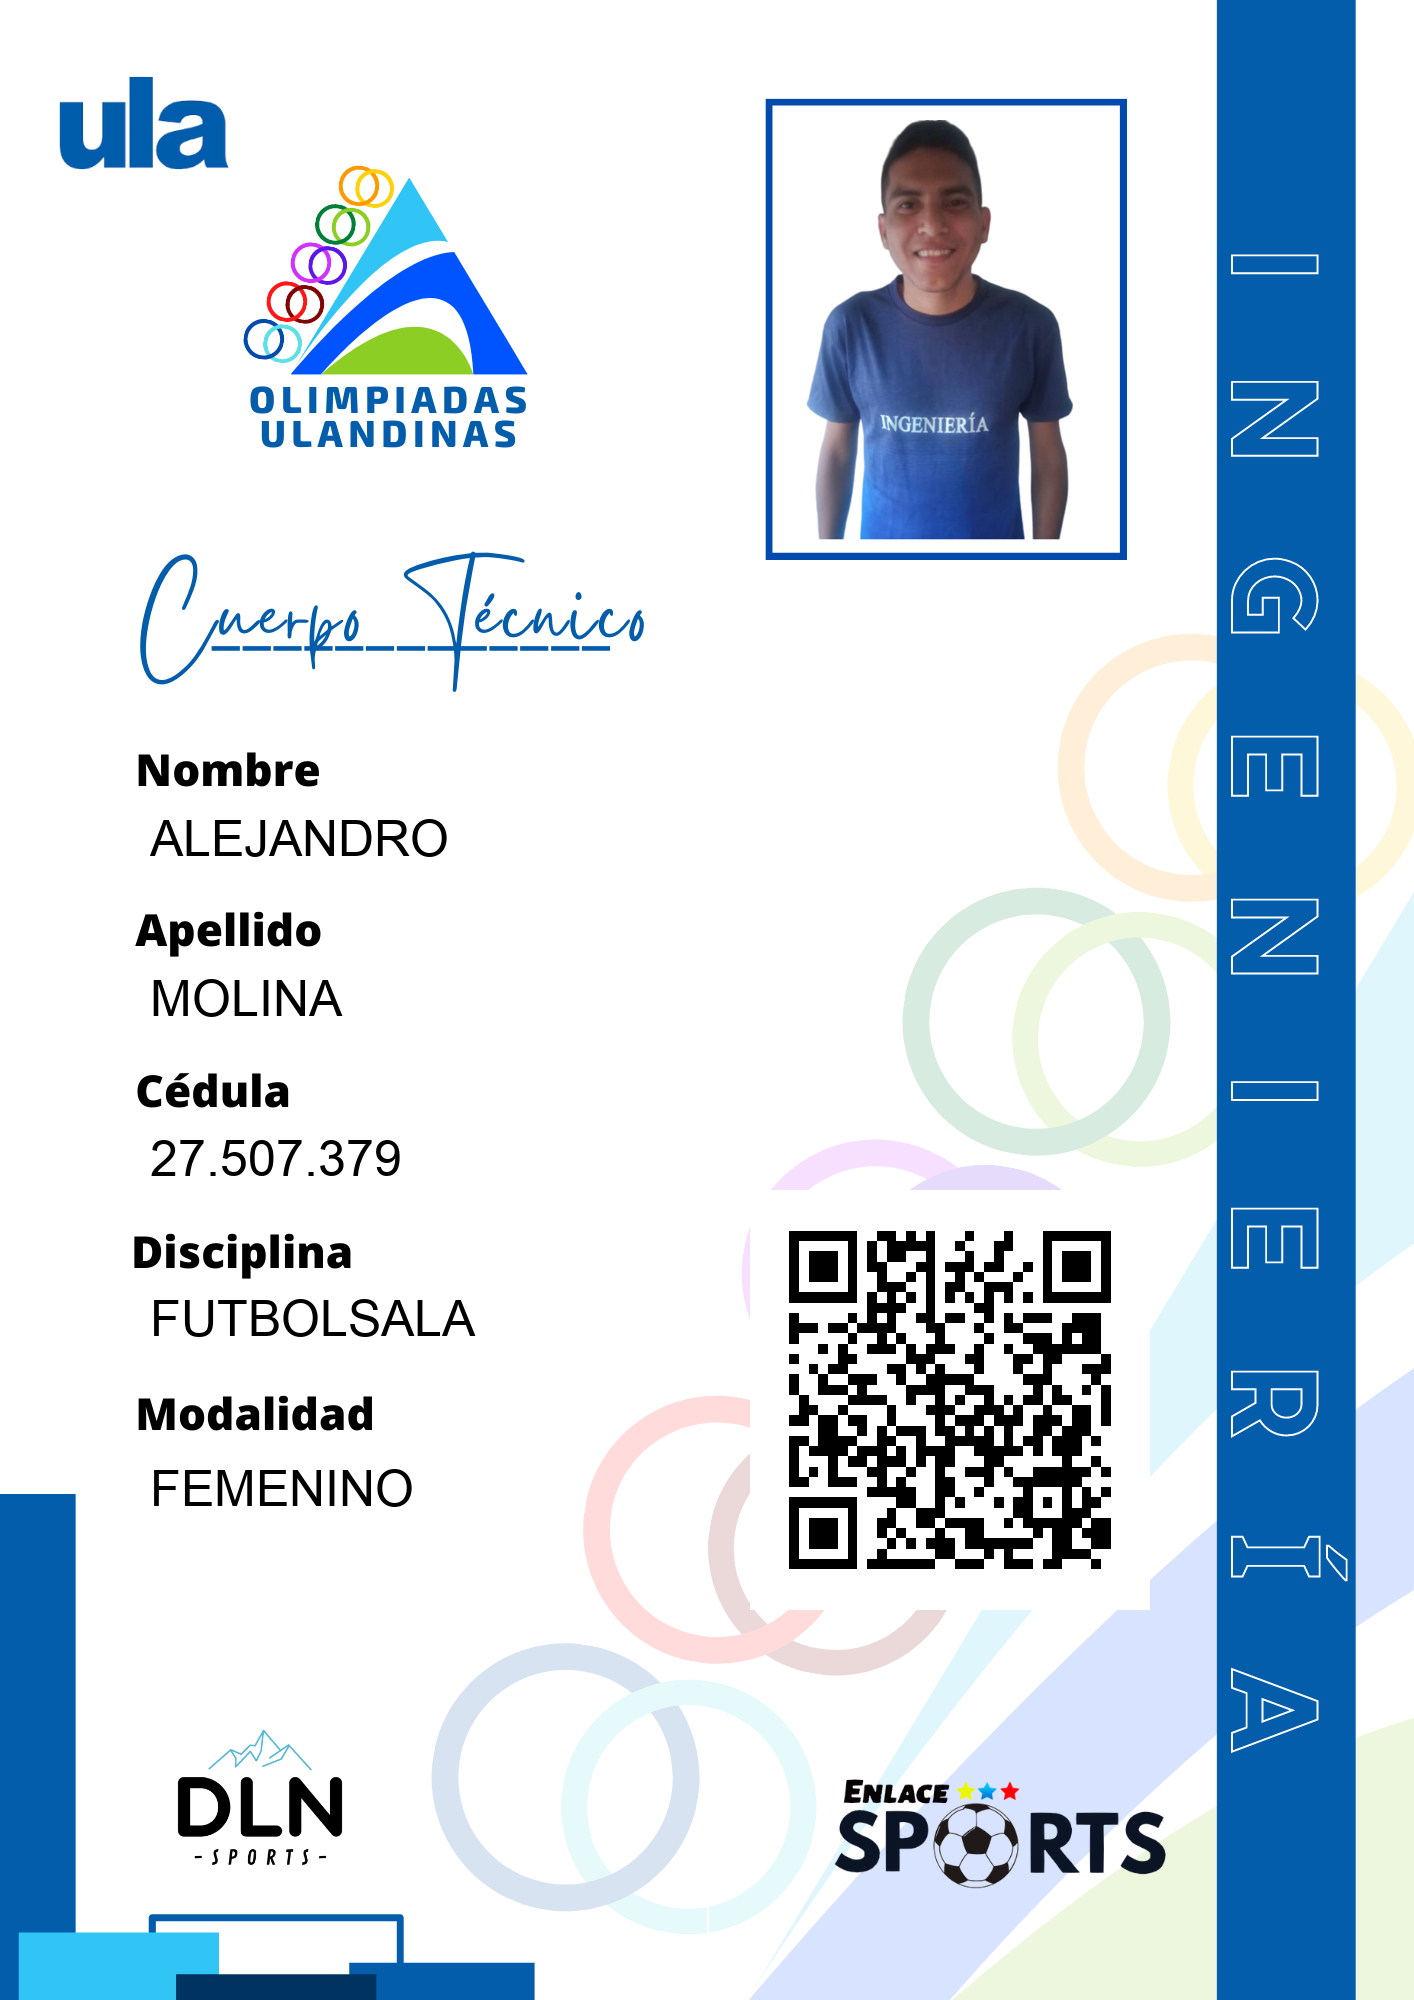 ula
OLIMPIADAS
ULANDINAS
INGENIERÍA
Cuerpo Técnico
Nombre
ALEJANDRO
Apellido
MOLINA
Cédula
27.507.379
Disciplina
FUTBOLSALA
Modalidad
FEMENINO
DLN
-SPORTS-
ENLACE
SPORTS
INGENIERÍA